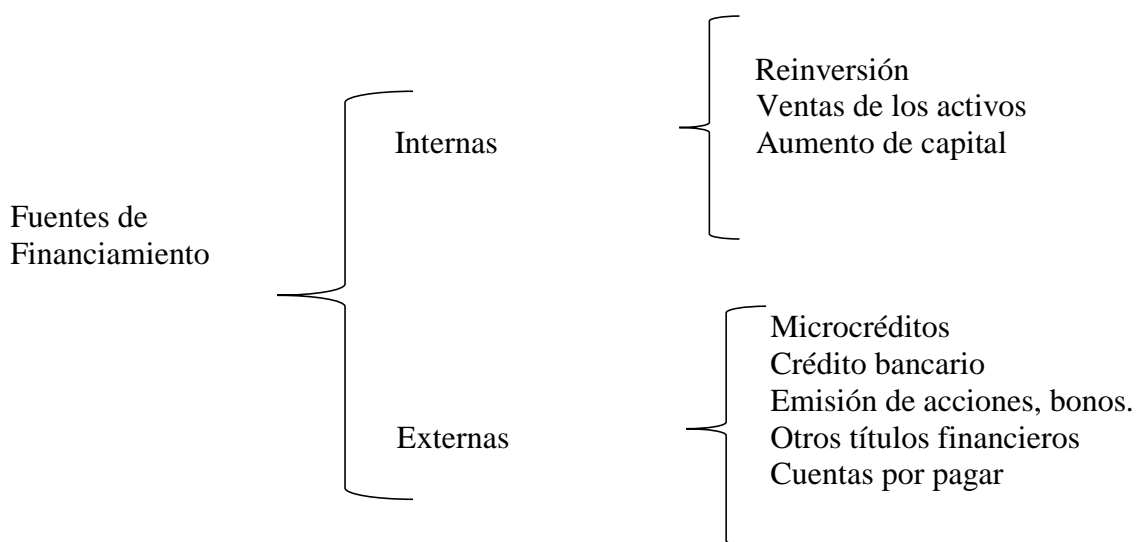 Fuentes de
Financiamiento
Internas
Reinversión
Ventas de los activos
Aumento de capital
Externas
Microcréditos
Crédito bancario
Emisión de acciones, bonos.
Otros títulos financieros
Cuentas por pagar